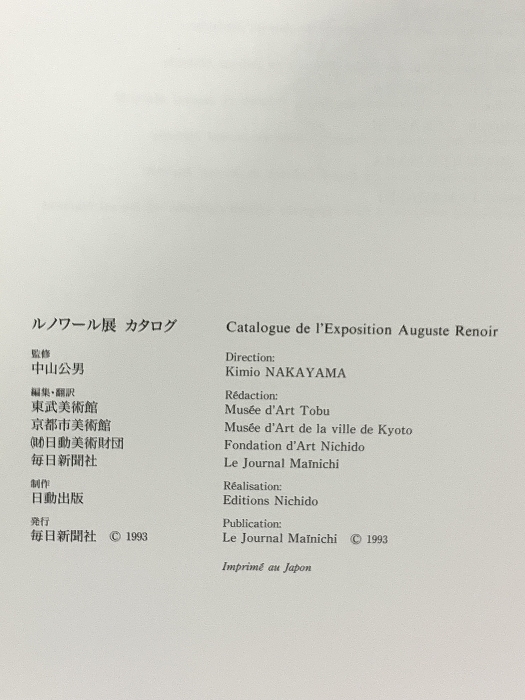 ルノワール展 カタログ
監修
中山公男
編集・翻訳
東武美術館
京都市美術館
㈶日動美術財団
毎日新聞社
制作
日動出版
発行
毎日新聞社 © 1993
Catalogue de l'Exposition Auguste Renoir
Direction:
Kimio NAKAYAMA
Rédaction:
Musée d'Art Tobu
Musée d'Art de la ville de Kyoto
Fondation d'Art Nichido
Le Journal Maïnichi
Réalisation:
Editions Nichido
Publication:
Le Journal Maïnichi © 1993
Imprimé au Japon